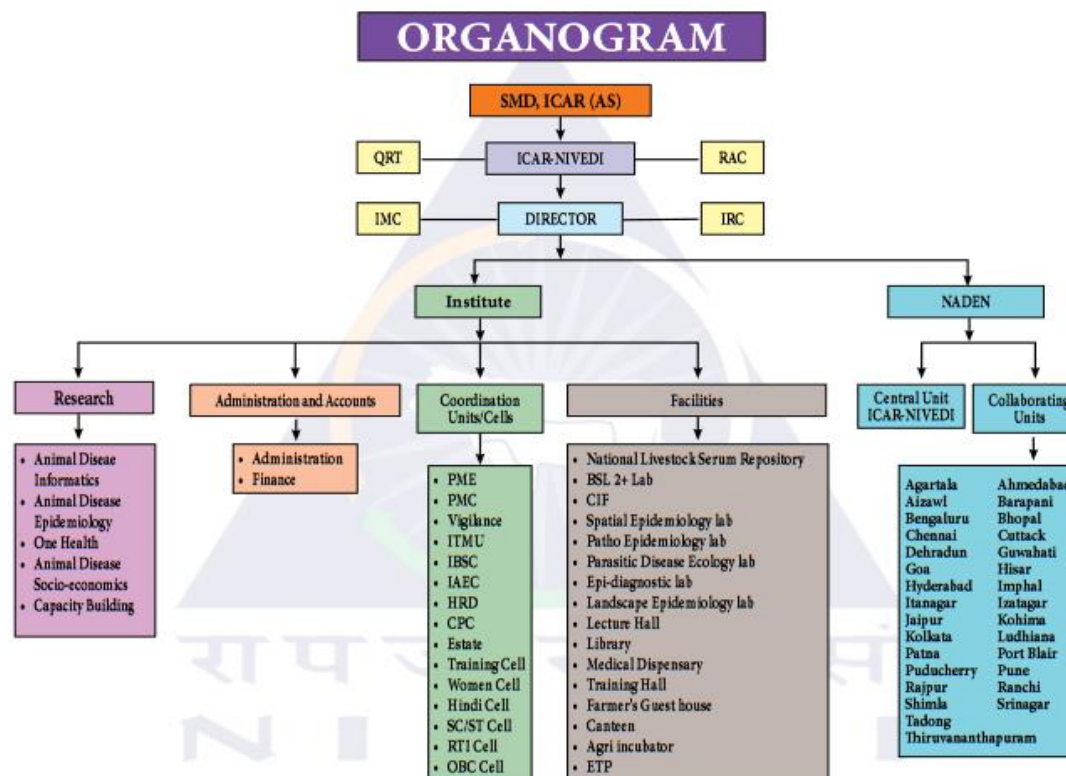 ORGANOGRAM
SMD, ICAR (AS)
QRT
ICAR-NIVEDI
RAC
IMC
DIRECTOR
IRC
Institute
NADEN
Research
Administration and Accounts
Coordination
Units/Cells
Facilities
Central Unit
ICAR-NIVEDI
Collaborating
Units
• Animal Diseae
Informatics
• Animal Disease
Epidemiology
• One Health
• Animal Disease
Socio-economics
• Capacity Building
• Administration
• Finance
• PME
• PMC
• Vigilance
• ITMU
• IBSC
• IAEC
• HRD
• CPC
• Estate
• Training Cell
• Women Cell
• Hindi Cell
• SC/ST Cell
• RTI Cell
• OBC Cell
• National Livestock Serum Repository
• BSL 2+ Lab
• CIF
• Spatial Epidemiology lab
• Patho Epidemiology lab
• Parasitic Disease Ecology lab
• Epi-diagnostic lab
• Landscape Epidemiology lab
• Lecture Hall
• Library
• Medical Dispensary
• Training Hall
• Farmer's Guest house
• Canteen
• Agri incubator
• ETP
Agartala Ahmedabad
Aizawl Barapani
Bengaluru Bhopal
Chennai Cuttack
Dehradun Guwahati
Goa Hisar
Hyderabad Imphal
Itanagar Izatagar
Jaipur Kohima
Kolkata Ludhiana
Patna Port Blair
Puducherry Pune
Rajpur Ranchi
Shimla Srinagar
Tadong
Thiruvananthapuram